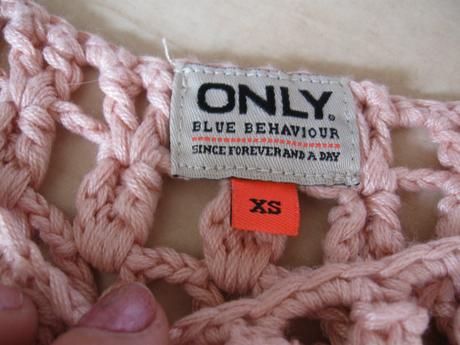 ONLY.
BLUE BEHAVIOUR
SINCE FOREVER AND A DAY
XS